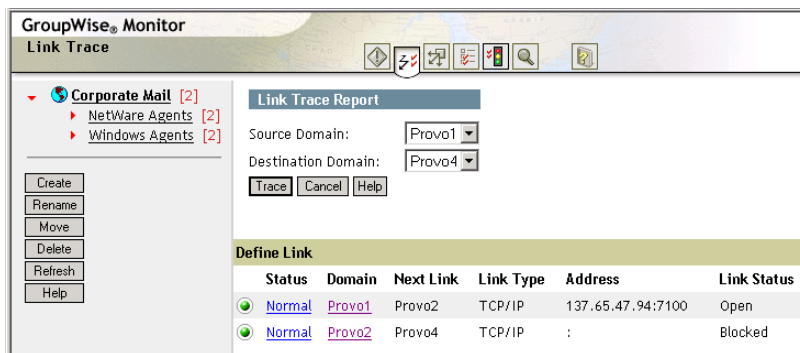 GroupWise® Monitor
Link Trace
Corporate Mail [2]
NetWare Agents [2]
Windows Agents [2]
Create
Rename
Move
Delete
Refresh
Help
Link Trace Report
Source Domain: Provo1
Destination Domain: Provo4
Trace Cancel Help
Define Link
Status Domain Next Link Link Type Address Link Status
Normal Provo1 Provo2 TCP/IP 137.65.47.94:7100 Open
Normal Provo2 Provo4 TCP/IP : Blocked